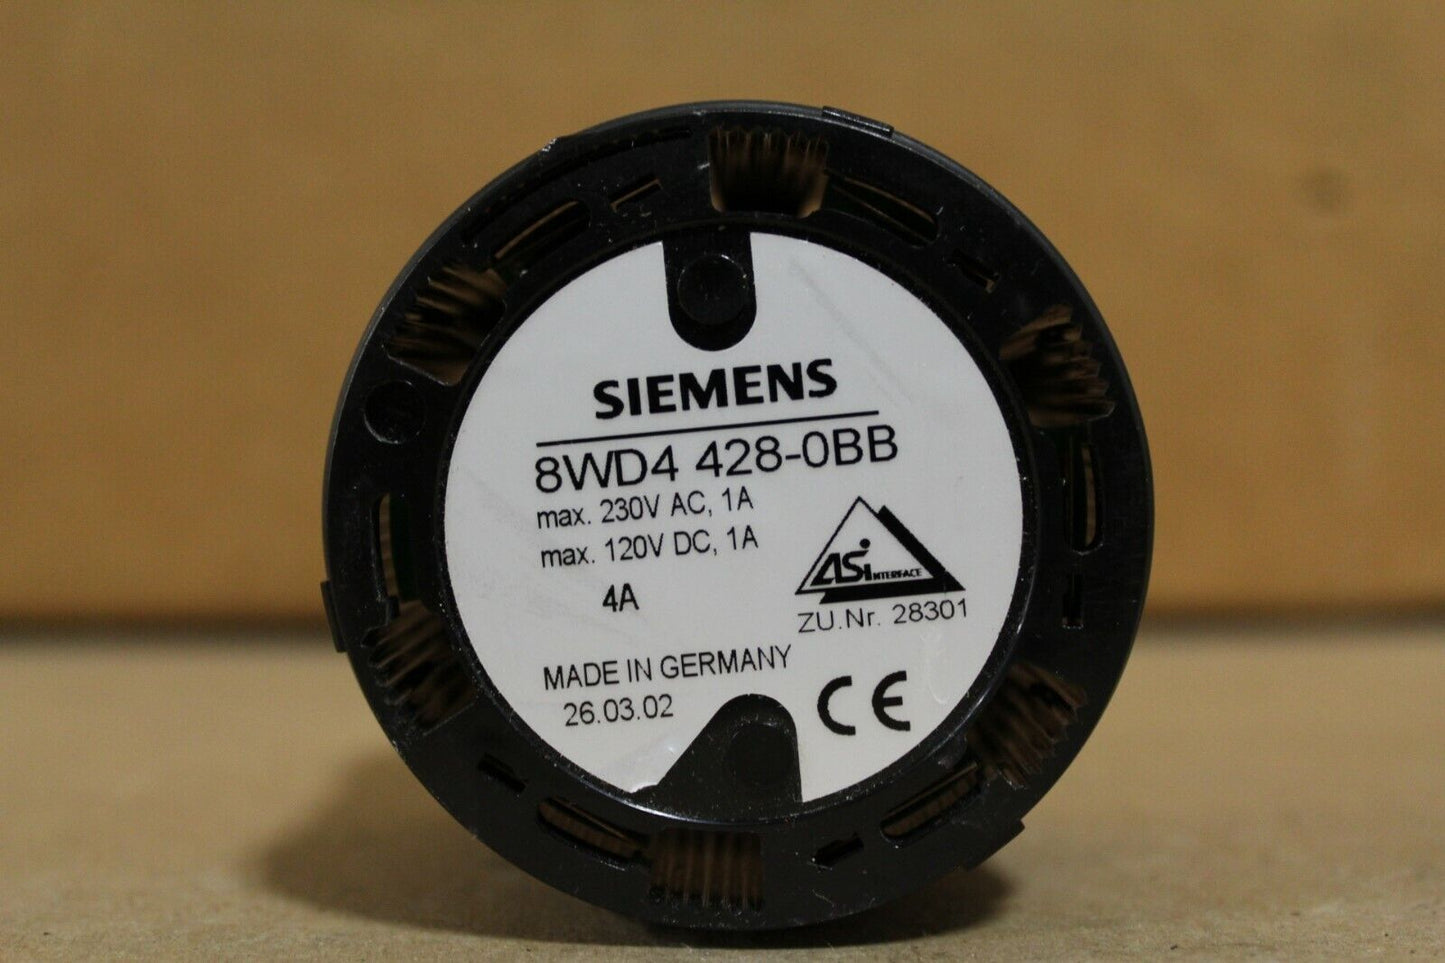 SIEMENS
8WD4 428-0BB
max. 230V AC, 1A
max. 120V DC, 1A
4A
ASi INTERFACE
ZU.Nr. 28301
MADE IN GERMANY
26.03.02
CE